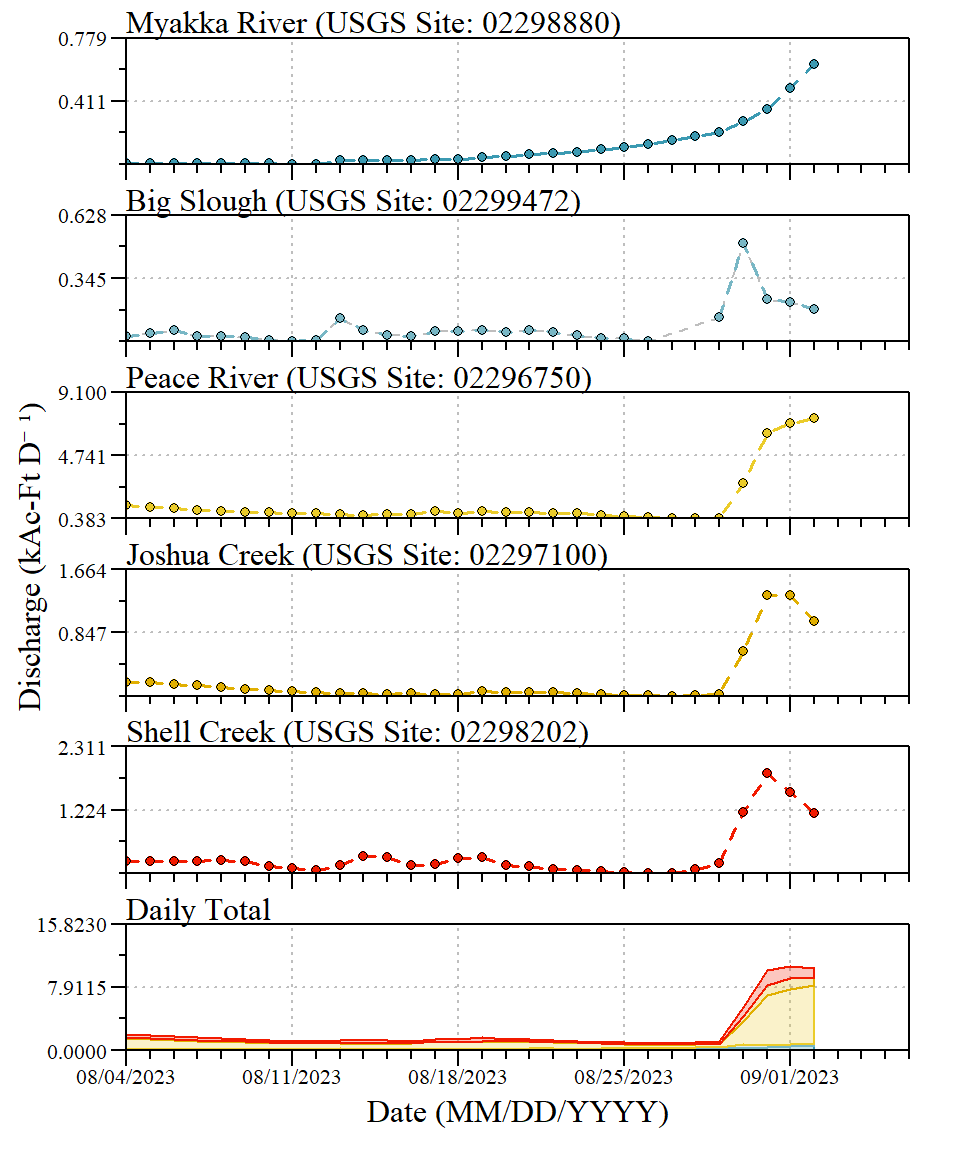 Myakka River (USGS Site: 02298880)
0.779
0.411
Big Slough (USGS Site: 02299472)
0.628
0.345
Peace River (USGS Site: 02296750)
9.100
4.741
0.383
Joshua Creek (USGS Site: 02297100)
1.664
0.847
Shell Creek (USGS Site: 02298202)
2.311
1.224
Daily Total
15.8230
7.9115
0.0000
08/04/2023 08/11/2023 08/18/2023 08/25/2023 09/01/2023
Date (MM/DD/YYYY)
Discharge (kAc-Ft D⁻¹)